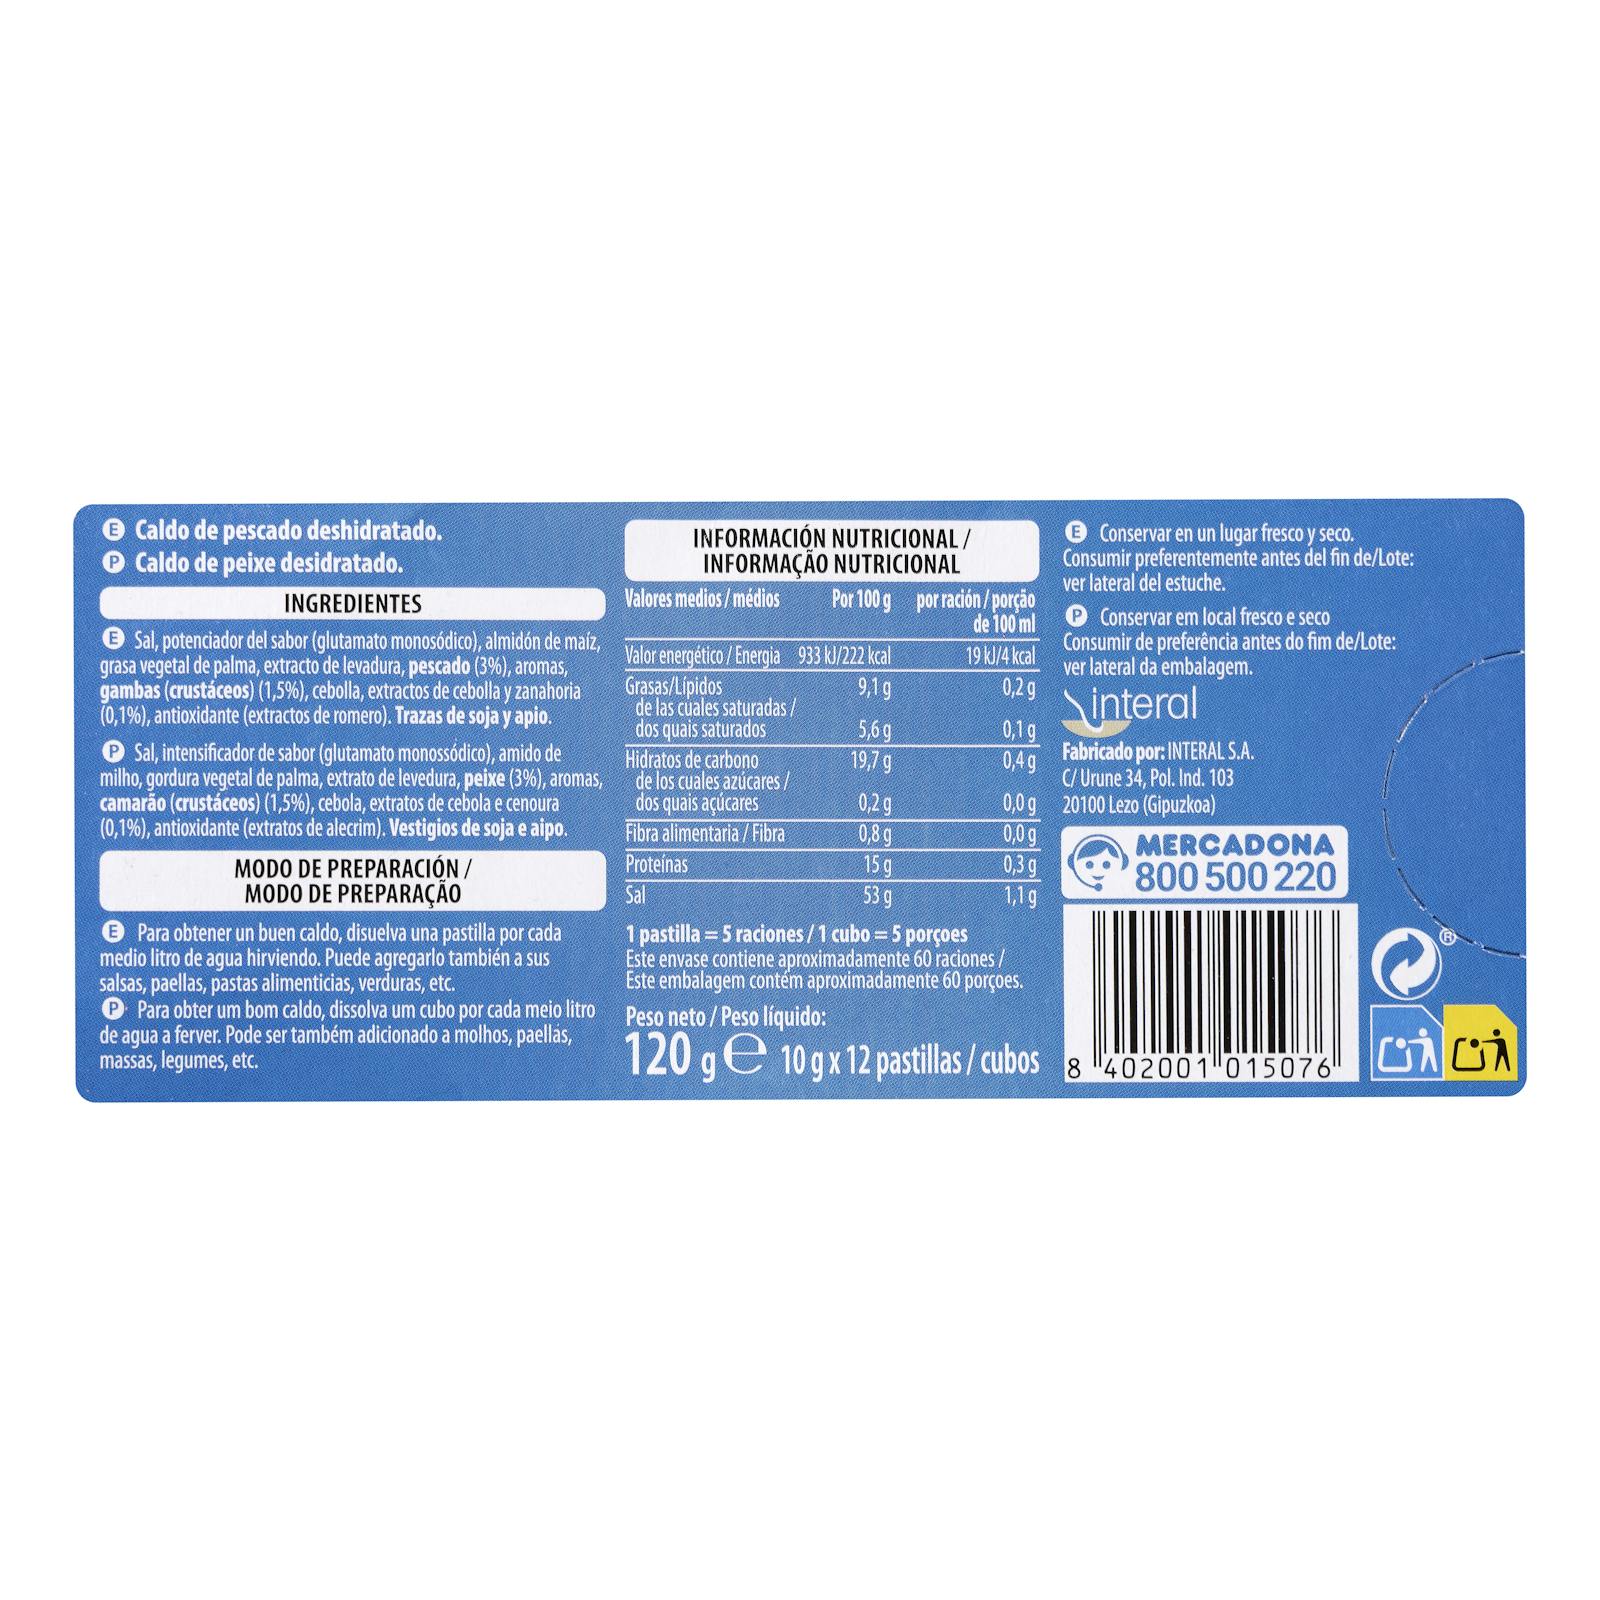 E Caldo de pescado deshidratado.
P Caldo de peixe desidratado.
INGREDIENTES
E Sal, potenciador del sabor (glutamato monosódico), almidón de maíz,
grasa vegetal de palma, extracto de levadura, pescado (3%), aromas,
gambas (crustáceos) (1,5%), cebolla, extractos de cebolla y zanahoria
(0,1%), antioxidante (extractos de romero). Trazas de soja y apio.
P Sal, intensificador de sabor (glutamato monossódico), amido de
milho, gordura vegetal de palma, extrato de levedura, peixe (3%), aromas,
camarão (crustáceos) (1,5%), cebola, extratos de cebola e cenoura
(0,1%), antioxidante (extratos de alecrim). Vestigios de soja e aipo.
MODO DE PREPARACIÓN /
MODO DE PREPARAÇÃO
E Para obtener un buen caldo, disuelva una pastilla por cada
medio litro de agua hirviendo. Puede agregarlo también a sus
salsas, paellas, pastas alimenticias, verduras, etc.
P Para obter um bom caldo, dissolva um cubo por cada meio litro
de agua a ferver. Pode ser também adicionado a molhos, paellas,
massas, legumes, etc.
INFORMACIÓN NUTRICIONAL /
INFORMAÇÃO NUTRICIONAL
Valores medios / médios Por 100 g por ración / porção
de 100 ml
Valor energético / Energia 933 kJ/222 kcal 19 kJ/4 kcal
Grasas/Lípidos 9,1 g 0,2 g
de las cuales saturadas /
dos quais saturados 5,6 g 0,1 g
Hidratos de carbono 19,7 g 0,4 g
de los cuales azúcares /
dos quais açúcares 0,2 g 0,0 g
Fibra alimentaria / Fibra 0,8 g 0,0 g
Proteínas 15 g 0,3 g
Sal 53 g 1,1 g
1 pastilla = 5 raciones / 1 cubo = 5 porçoes
Este envase contiene aproximadamente 60 raciones /
Este embalagem contém aproximadamente 60 porçoes.
Peso neto / Peso líquido:
120 g e 10 g x 12 pastillas / cubos
E Conservar en un lugar fresco y seco.
Consumir preferentemente antes del fin de/Lote:
ver lateral del estuche.
P Conservar em local fresco e seco
Consumir de preferência antes do fim de/Lote:
ver lateral da embalagem.
interal
Fabricado por: INTERAL S.A.
C/ Urune 34, Pol. Ind. 103
20100 Lezo (Gipuzkoa)
MERCADONA
800 500 220
8 402001 015076
®